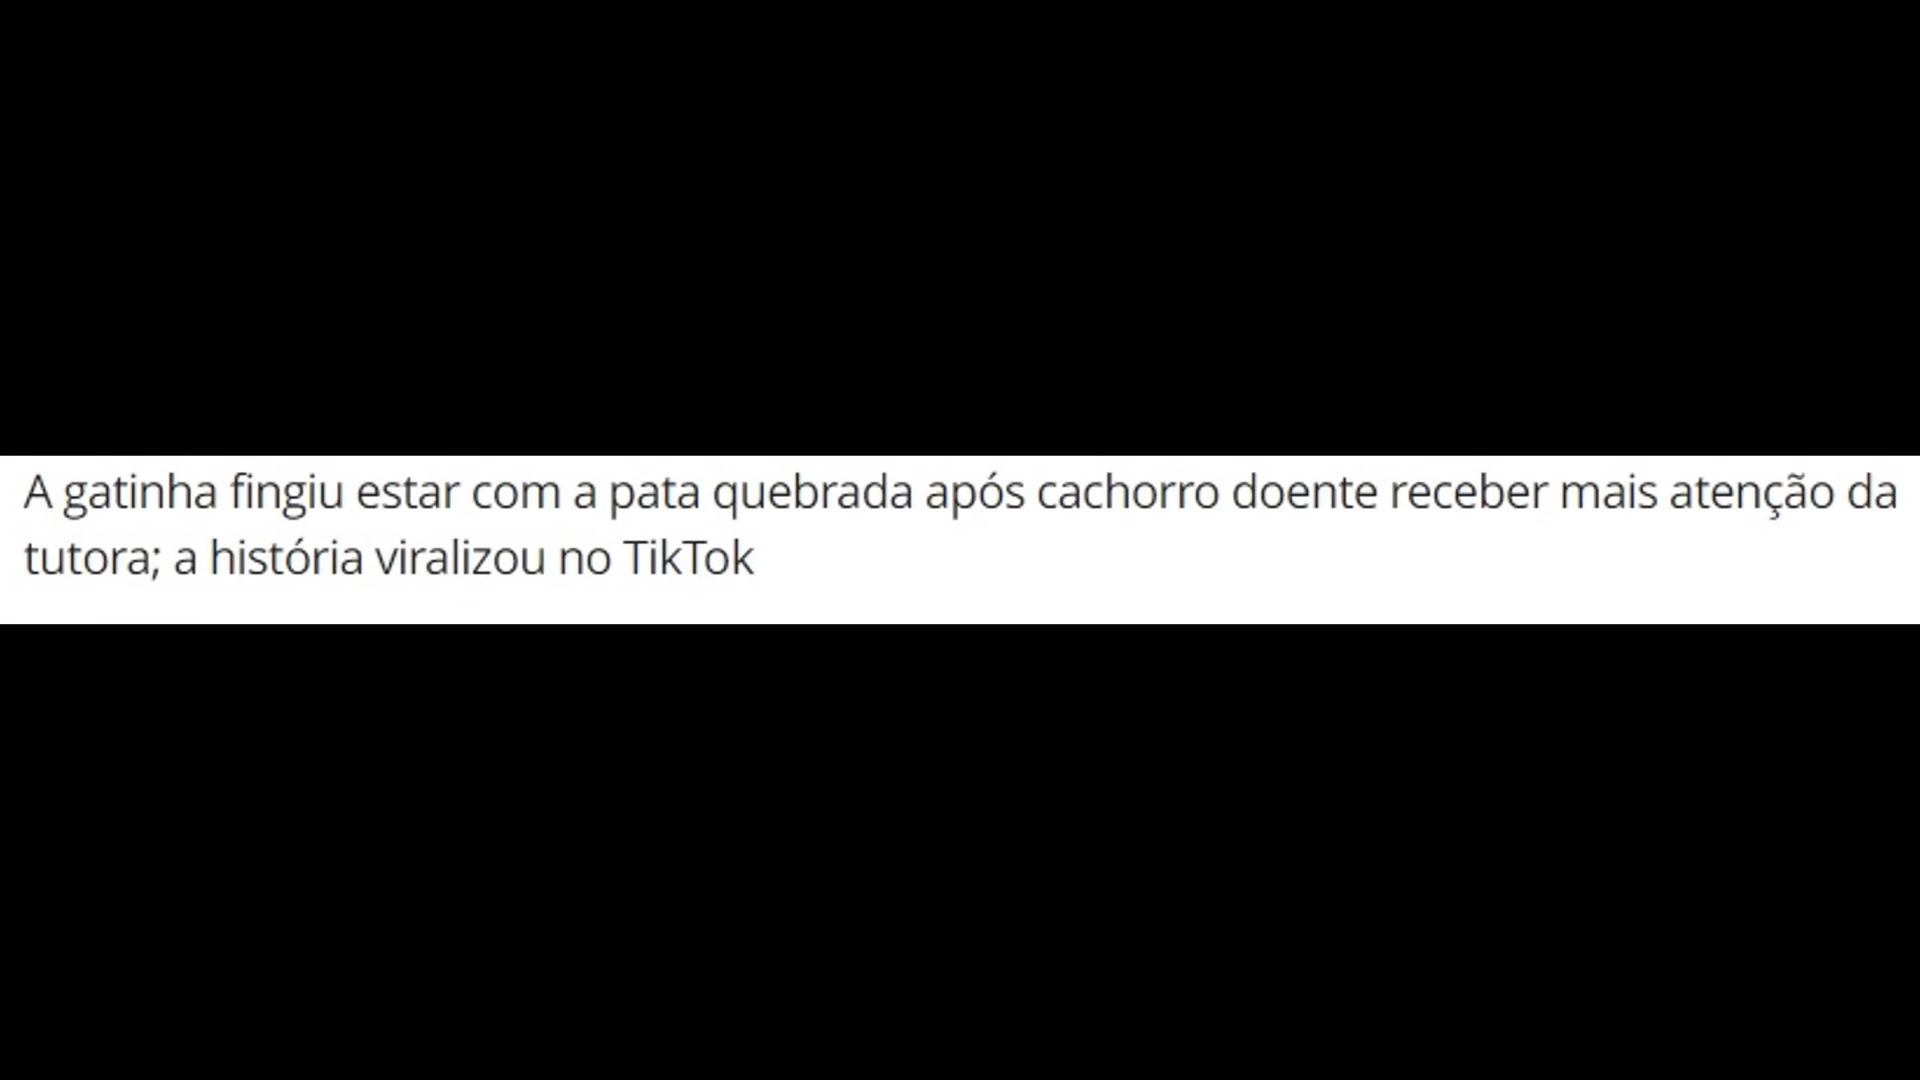 A gatinha fingiu estar com a pata quebrada após cachorro doente receber mais atenção da
tutora; a história viralizou no TikTok